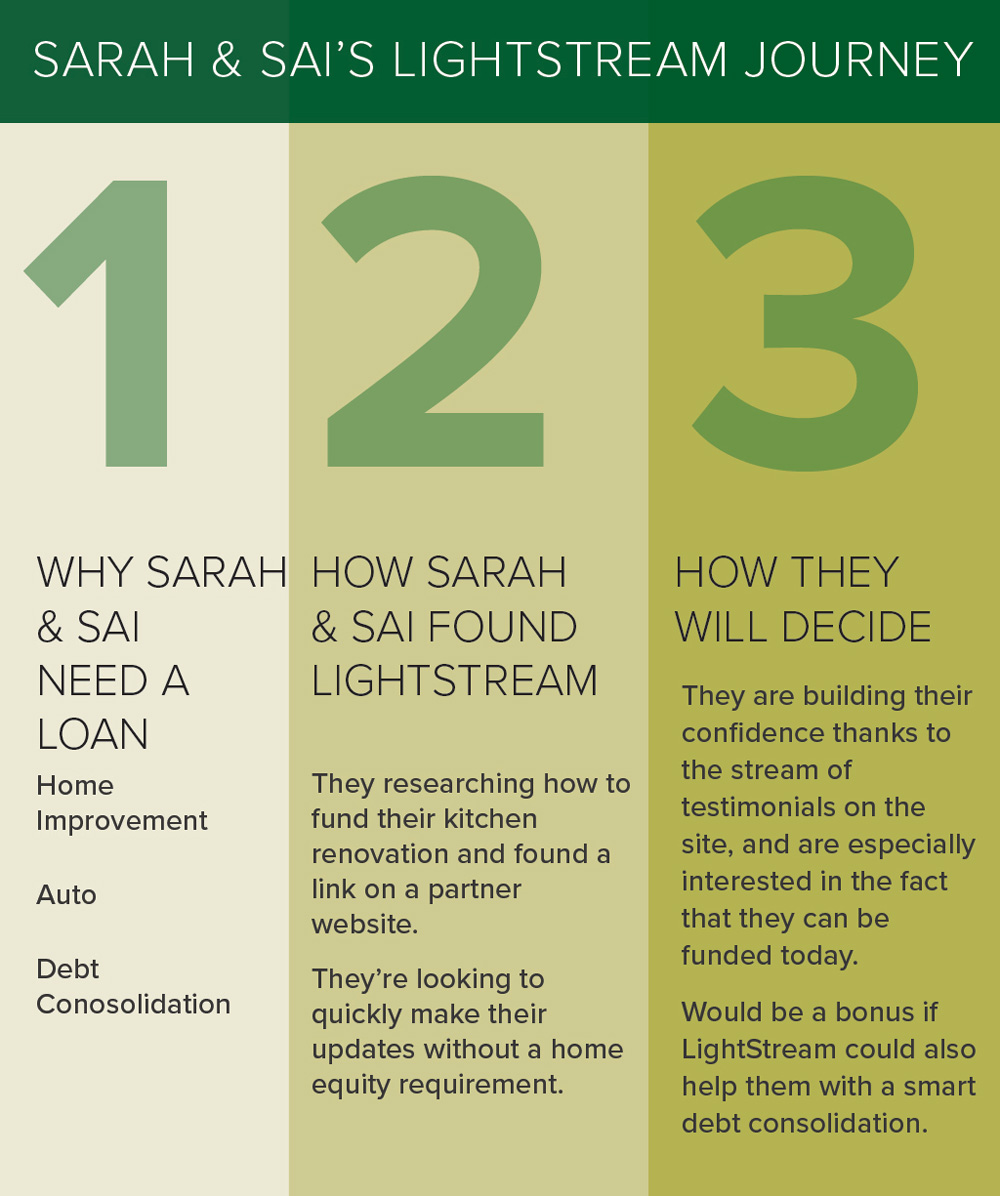 SARAH & SAI’S LIGHTSTREAM JOURNEY
1
WHY SARAH
& SAI
NEED A
LOAN
Home
Improvement
Auto
Debt
Conosolidation
2
HOW SARAH
& SAI FOUND
LIGHTSTREAM
They researching how to
fund their kitchen
renovation and found a
link on a partner
website.
They’re looking to
quickly make their
updates without a home
equity requirement.
3
HOW THEY
WILL DECIDE
They are building their
confidence thanks to
the stream of
testimonials on the
site, and are especially
interested in the fact
that they can be
funded today.
Would be a bonus if
LightStream could also
help them with a smart
debt consolidation.